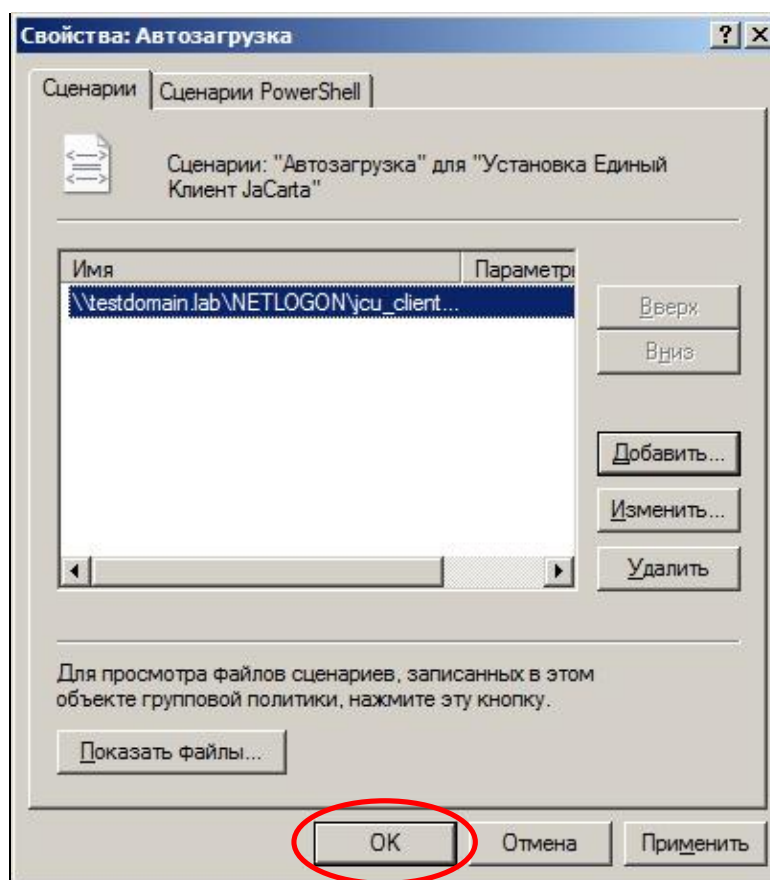 Свойства: Автозагрузка
Сценарии Сценарии PowerShell
Сценарии: "Автозагрузка" для "Установка Единый
Клиент JaCarta"
Имя Параметры
\\testdomain.lab\NETLOGON\jcu_client...
Вверх
Вниз
Добавить...
Изменить...
Удалить
Для просмотра файлов сценариев, записанных в этом
объекте групповой политики, нажмите эту кнопку.
Показать файлы...
OK Отмена Применить